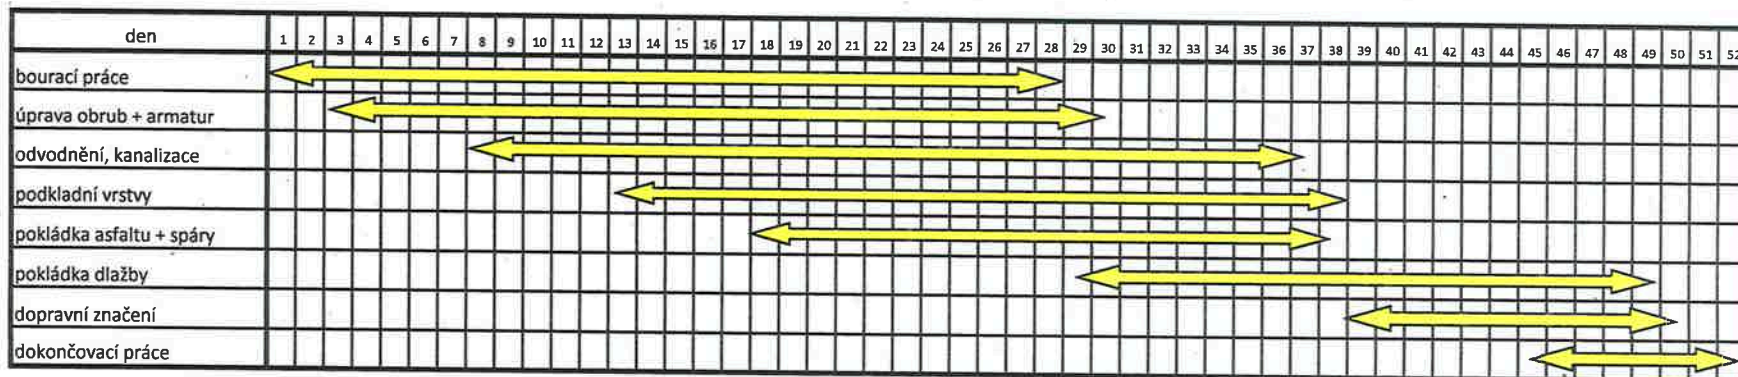 den 1 2 3 4 5 6 7 8 9 10 11 12 13 14 15 16 17 18 19 20 21 22 23 24 25 26 27 28 29 30 31 32 33 34 35 36 37 38 39 40 41 42 43 44 45 46 47 48 49 50 51 52
bourací práce
úprava obrub + armatur
odvodnění, kanalizace
podkladní vrstvy
pokládka asfaltu + spáry
pokládka dlažby
dopravní značení
dokončovací práce